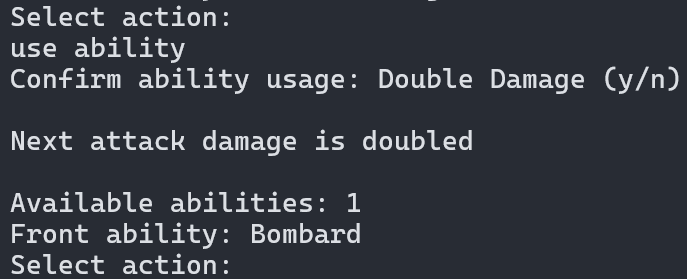 Select action:
use ability
Confirm ability usage: Double Damage (y/n)
Next attack damage is doubled
Available abilities: 1
Front ability: Bombard
Select action: